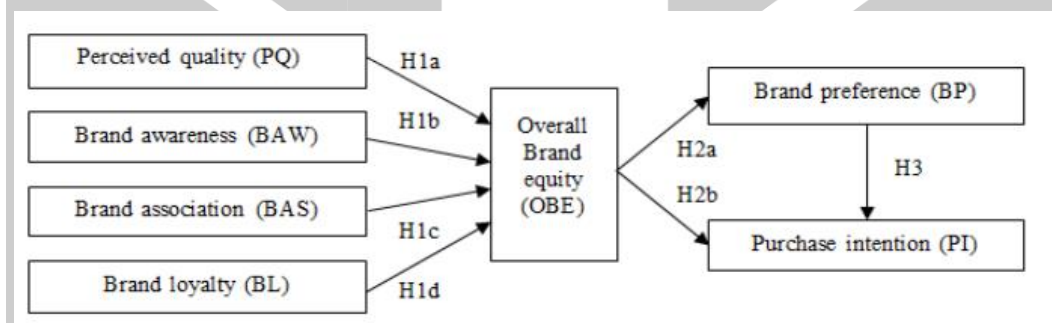 Perceived quality (PQ)
H1a
Brand awareness (BAW)
H1b
Brand association (BAS)
H1c
Brand loyalty (BL)
H1d
Overall
Brand
equity
(OBE)
H2a
H2b
Brand preference (BP)
H3
Purchase intention (PI)